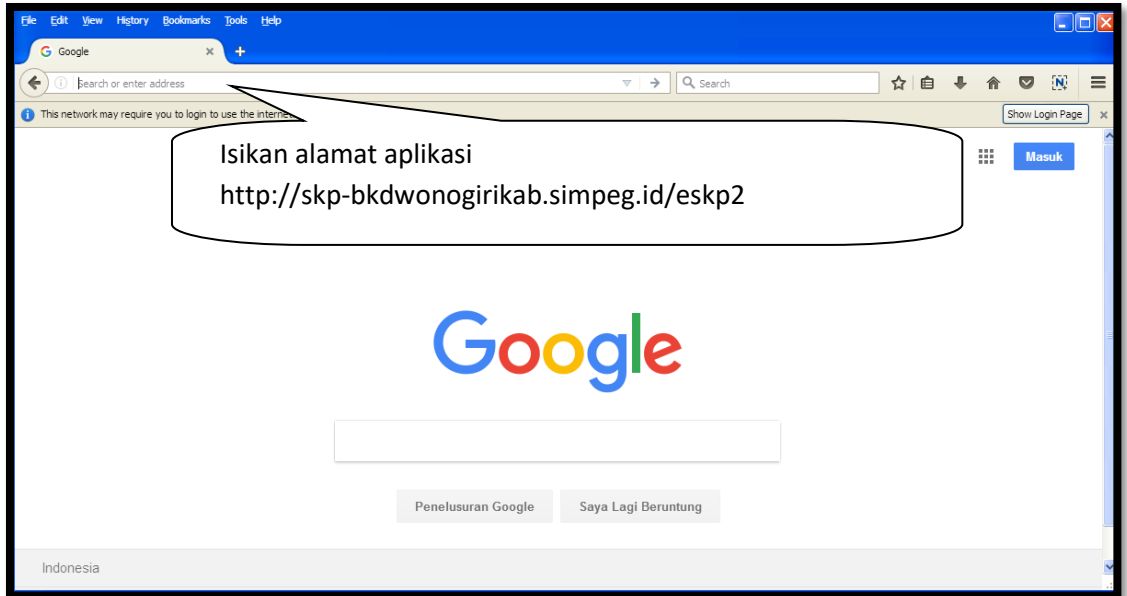 File Edit View History Bookmarks Tools Help
G Google × +
Search or enter address Search
This network may require you to login to use the internet Show Login Page ×
Isikan alamat aplikasi
http://skp-bkdwonogirikab.simpeg.id/eskp2
Masuk
Google
Penelusuran Google Saya Lagi Beruntung
Indonesia